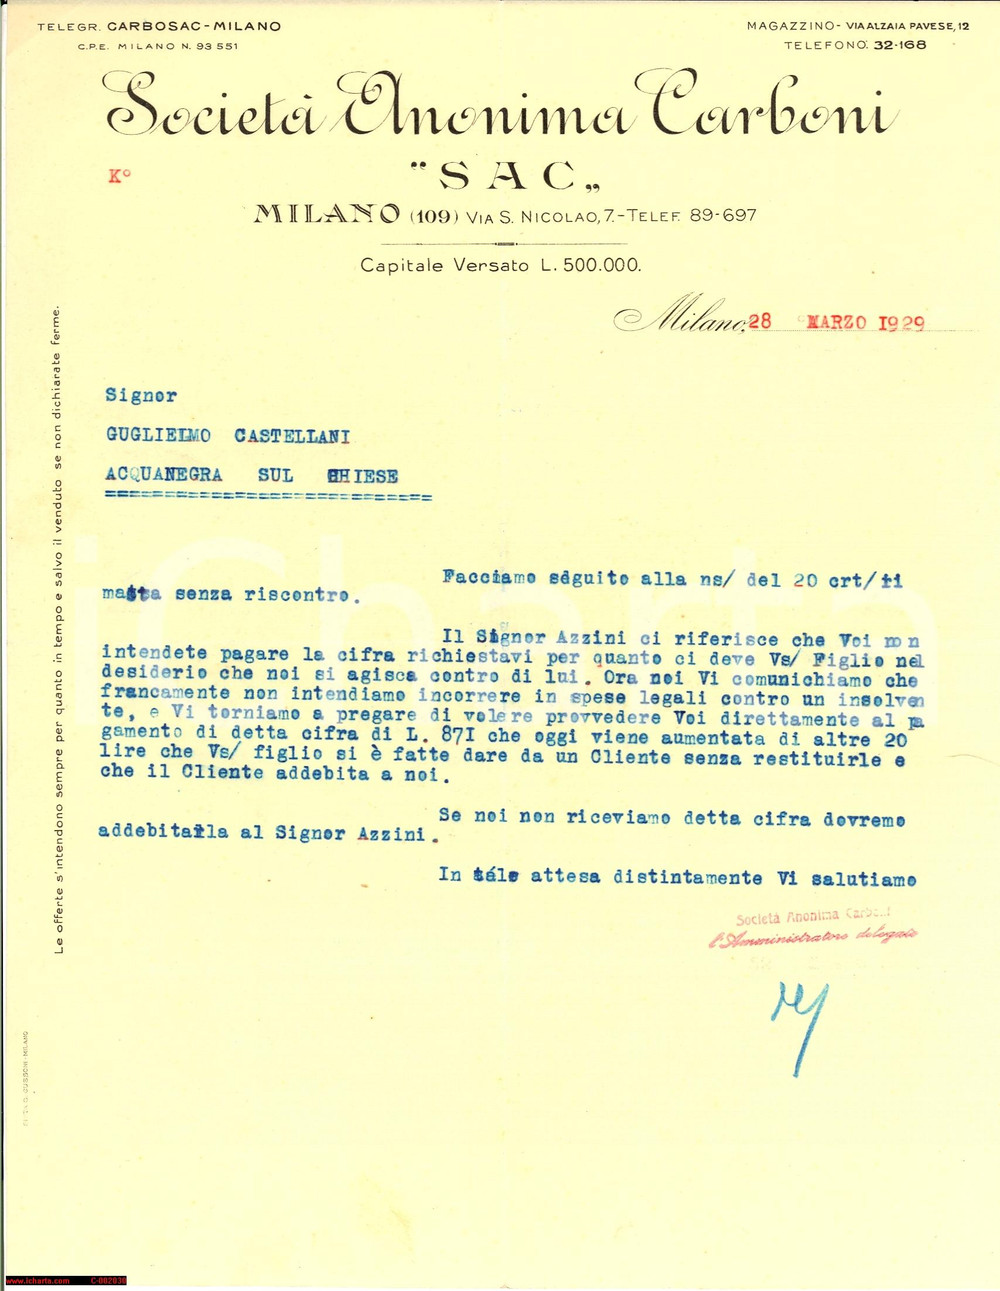 TELEGR. CARBOSAC-MILANO
C.P.E. MILANO N. 93551
MAGAZZINO - VIA ALZAIA PAVESE, 12
TELEFONO: 32-168
Società Anonima Carboni
K°
"SAC„
MILANO (109) VIA S. NICOLAO, 7.-TELEF. 89-697
Capitale Versato L. 500.000.
Milano, 28 MARZO 1929
Signor
GUGLIELMO CASTELLANI
ACQUANEGRA SUL CHIESE
Facciamo séguito alla ns/ del 20 crt/ ri
masta senza riscontro.
Il Signor Azzini ci riferisce che Voi non
intendete pagare la cifra richiestavi per quanto ci deve Vs/ Figlio nel
desiderio che noi si agisca contro di lui. Ora noi Vi comunichiamo che
francamente non intendiamo incorrere in spese legali contro un insolven
te, e Vi torniamo a pregare di volere provvedere Voi direttamente al pa
gamento di detta cifra di L. 871 che oggi viene aumentata di altre 20
lire che Vs/ figlio si è fatte dare da un Cliente senza restituirle e
che il Cliente addebita a noi.
Se noi non riceviamo detta cifra dovremo
addebitarla al Signor Azzini.
In tale attesa distintamente Vi salutiamo
Società Anonima Carboni
l'Amministratore delegato
Le offerte s'intendono sempre per quanto in tempo e salvo il venduto se non dichiarate ferme.
iCharta
www.icharta.com C-002030